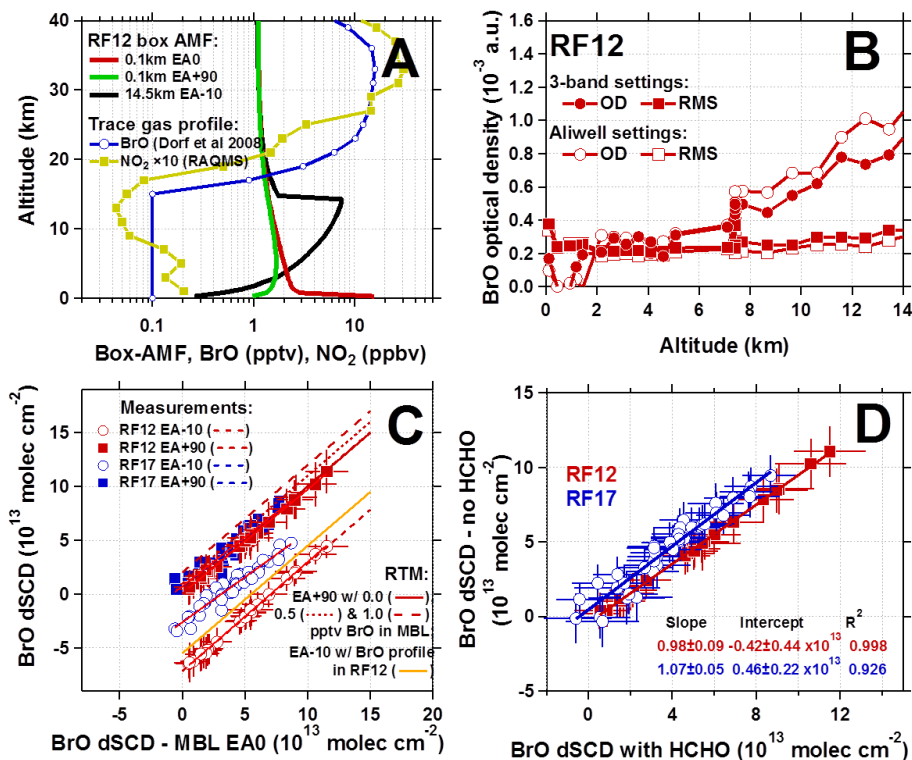 A
RF12 box AMF:
0.1km EA0
0.1km EA+90
14.5km EA-10
Trace gas profile:
BrO (Dorf et al 2008)
NO₂ ×10 (RAQMS)
Altitude (km)
40
30
20
10
0
0.1
1
10
Box-AMF, BrO (pptv), NO₂ (ppbv)
B
RF12
3-band settings:
OD
RMS
Aliwell settings:
OD
RMS
BrO optical density (10⁻³ a.u.)
1.6
1.4
1.2
1.0
0.8
0.6
0.4
0.2
0.0
0
2
4
6
8
10
12
14
Altitude (km)
C
Measurements:
RF12 EA-10 (----)
RF12 EA+90 (----)
RF17 EA-10 (----)
RF17 EA+90 (----)
RTM:
EA+90 w/ 0.0 (—)
0.5 (······) & 1.0 (– –)
pptv BrO in MBL;
EA-10 w/ BrO profile
in RF12 (—)
BrO dSCD (10¹³ molec cm⁻²)
15
10
5
0
-5
-5
0
5
10
15
20
BrO dSCD - MBL EA0 (10¹³ molec cm⁻²)
D
RF12
RF17
BrO dSCD - no HCHO
(10¹³ molec cm⁻²)
15
10
5
0
-5
Slope Intercept R²
0.98±0.09 -0.42±0.44 x10¹³ 0.998
1.07±0.05 0.46±0.22 x10¹³ 0.926
0
4
8
12
BrO dSCD with HCHO (10¹³ molec cm⁻²)